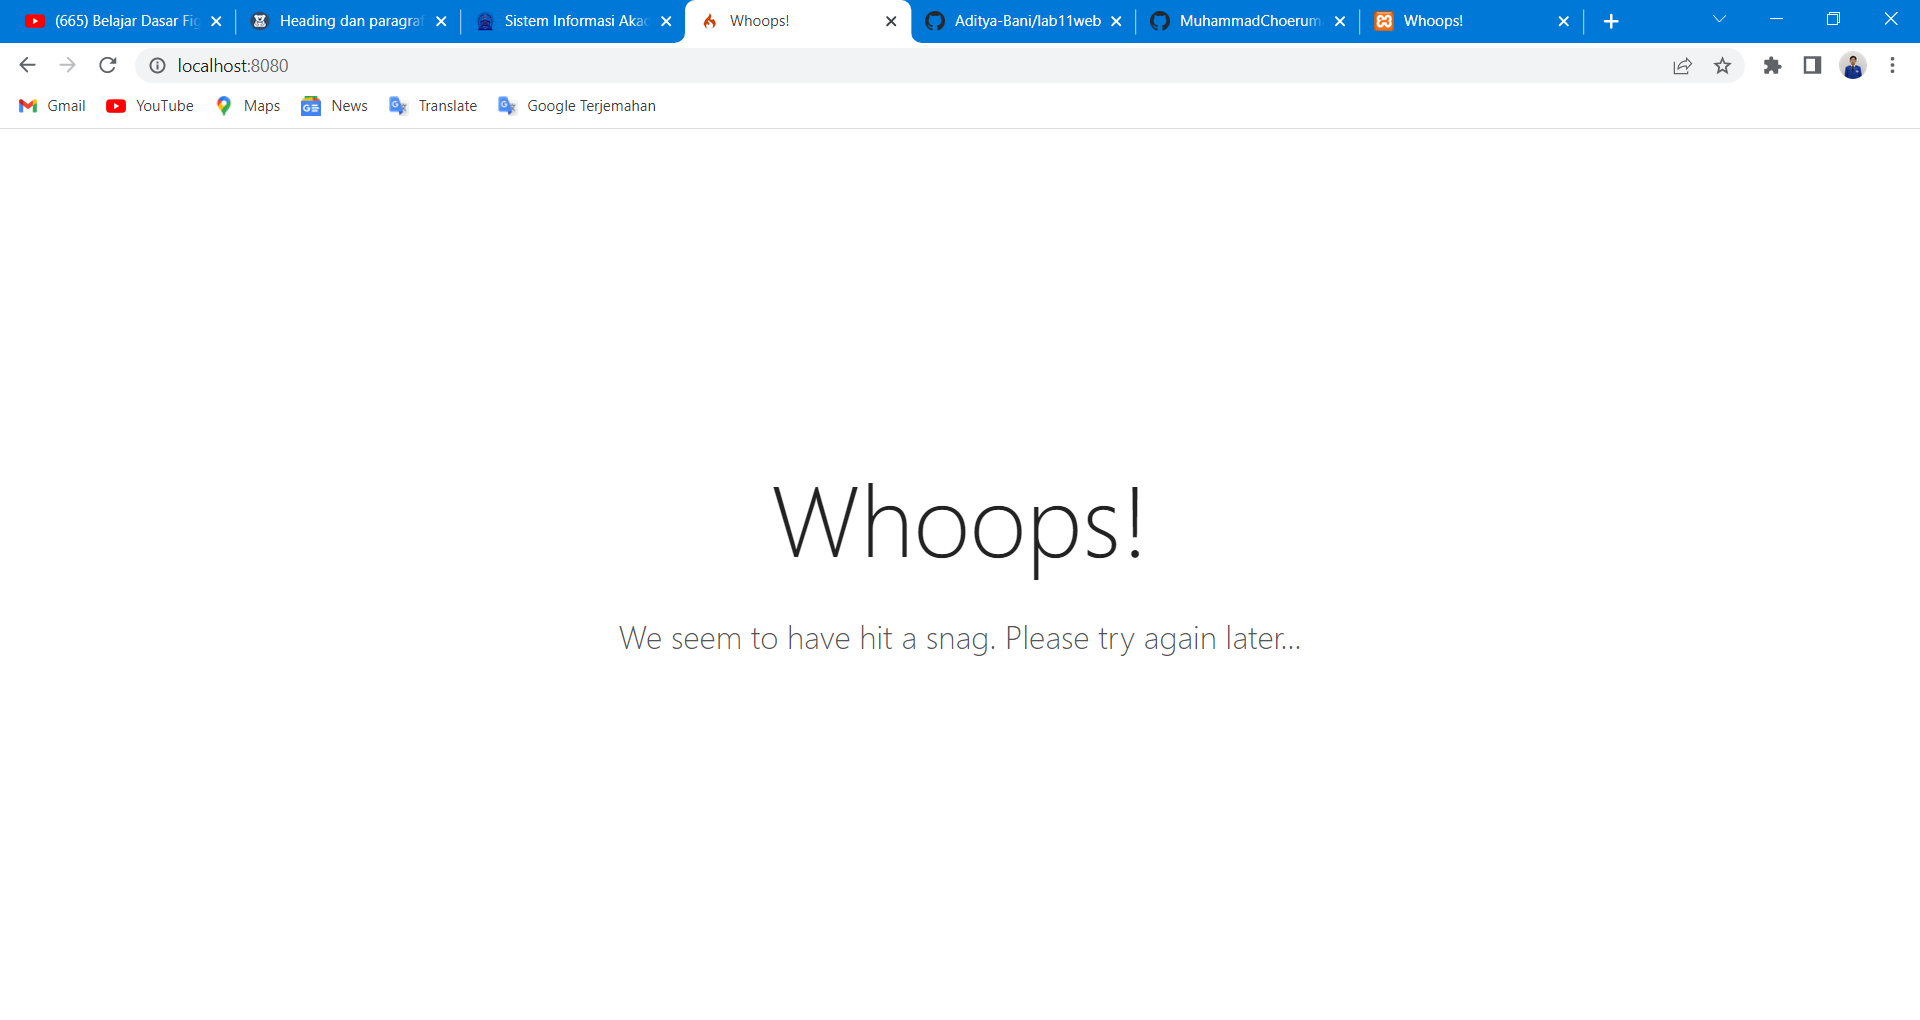 (665) Belajar Dasar Fig
Heading dan paragraf
Sistem Informasi Akad
Whoops!
Aditya-Bani/lab11web
MuhammadChoerum
Whoops!
localhost:8080
Gmail
YouTube
Maps
News
Translate
Google Terjemahan
Whoops!
We seem to have hit a snag. Please try again later...